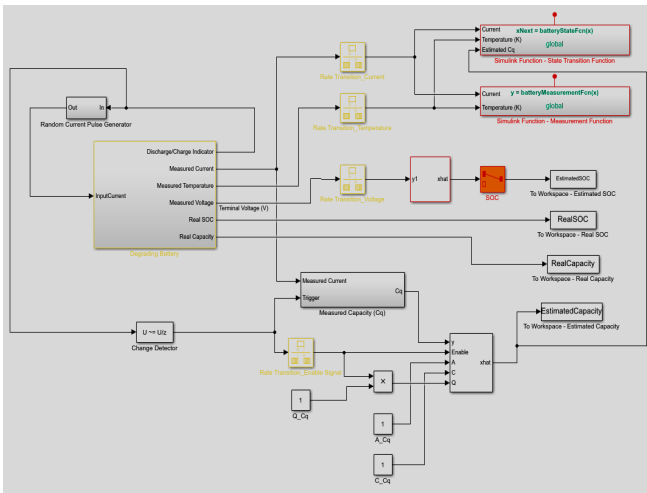 Current
xNext = batteryStateFcn(x)
Temperature (K)
global
Estimated Cq
Simulink Function - State Transition Function
Rate Transition_Current
Current
y = batteryMeasurementFcn(x)
Temperature (K)
global
Simulink Function - Measurement Function
Out
In
Random Current Pulse Generator
Rate Transition_Temperature
Discharge/Charge Indicator
Measured Current
Measured Temperature
InputCurrent
Measured Voltage
Terminal Voltage (V)
Real SOC
Real Capacity
Degrading Battery
Rate Transition_Voltage
y1
xhat
SOC
EstimatedSOC
To Workspace - Estimated SOC
RealSOC
To Workspace - Real SOC
RealCapacity
To Workspace - Real Capacity
Measured Current
Cq
Trigger
Measured Capacity (Cq)
EstimatedCapacity
To Workspace - Estimated Capacity
U ~= U/z
Change Detector
Rate Transition_Enable Signal
y
Enable
A
xhat
C
Q
×
1
Q_Cq
1
A_Cq
1
C_Cq